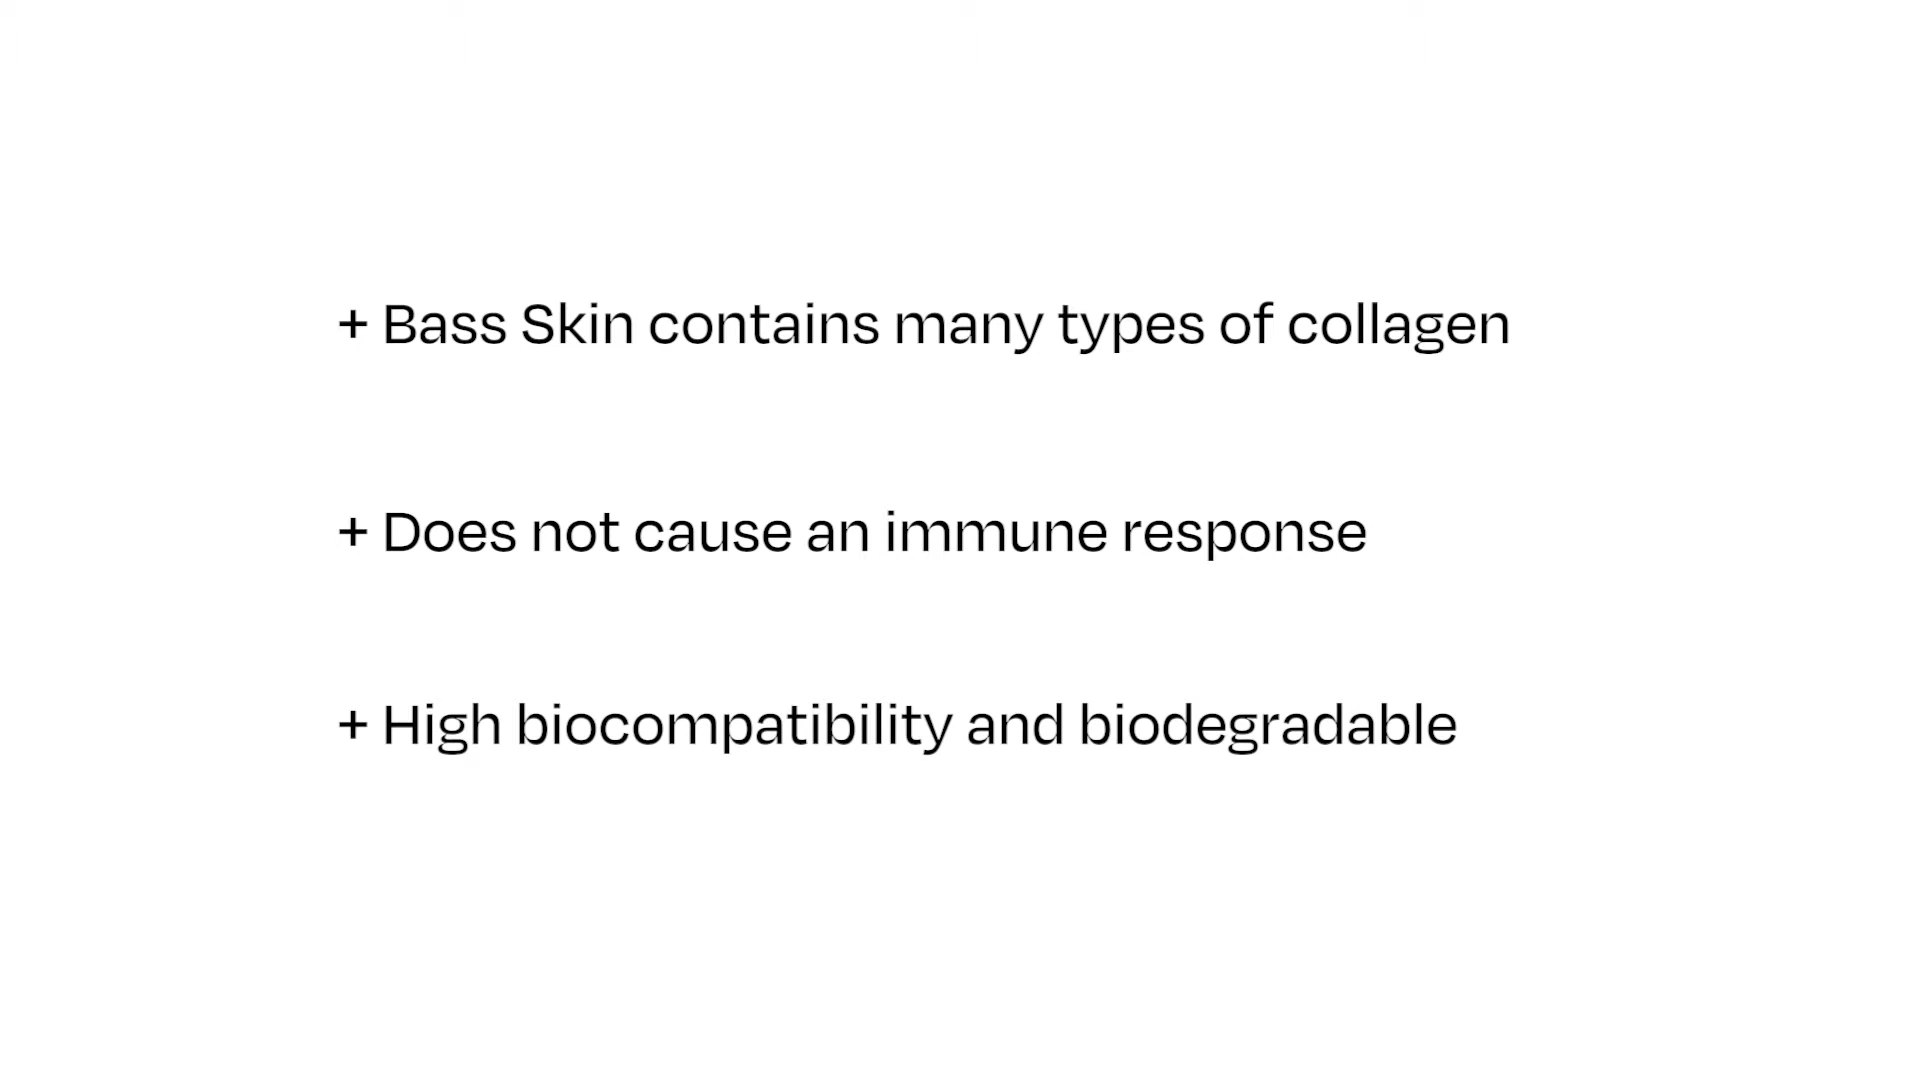 + Bass Skin contains many types of collagen
+ Does not cause an immune response
+ High biocompatibility and biodegradable